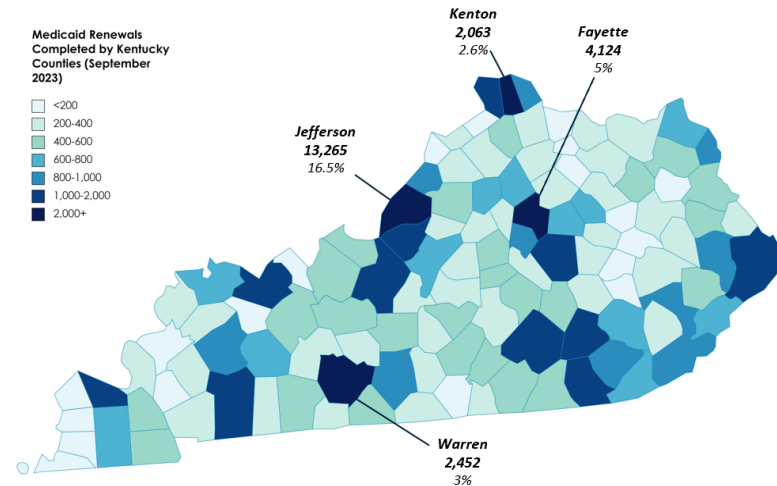 Medicaid Renewals
Completed by Kentucky
Counties (September
2023)
<200
200-400
400-600
600-800
800-1,000
1,000-2,000
2,000+
Kenton
2,063
2.6%
Fayette
4,124
5%
Jefferson
13,265
16.5%
Warren
2,452
3%